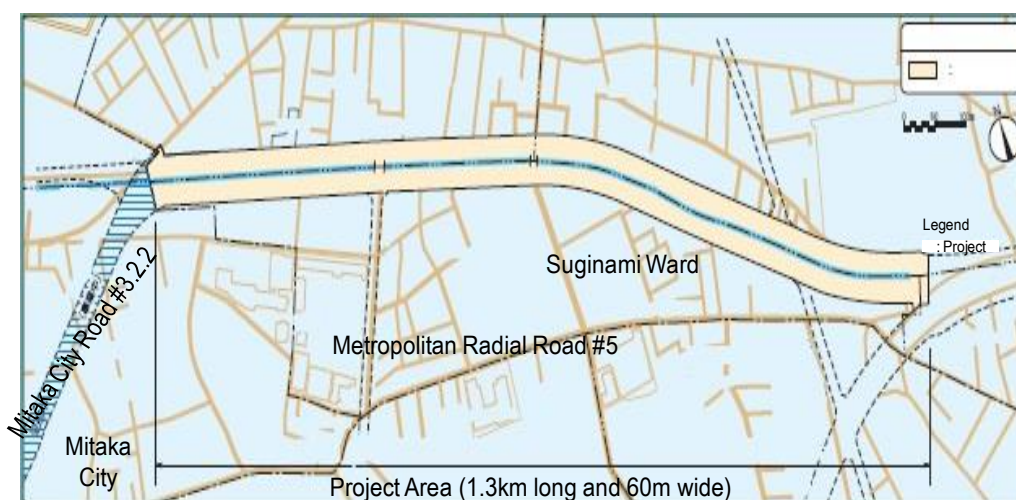 N
Legend
: Project
Suginami Ward
Metropolitan Radial Road #5
Mitaka City Road #3.2.2
Mitaka
City
Project Area (1.3km long and 60m wide)